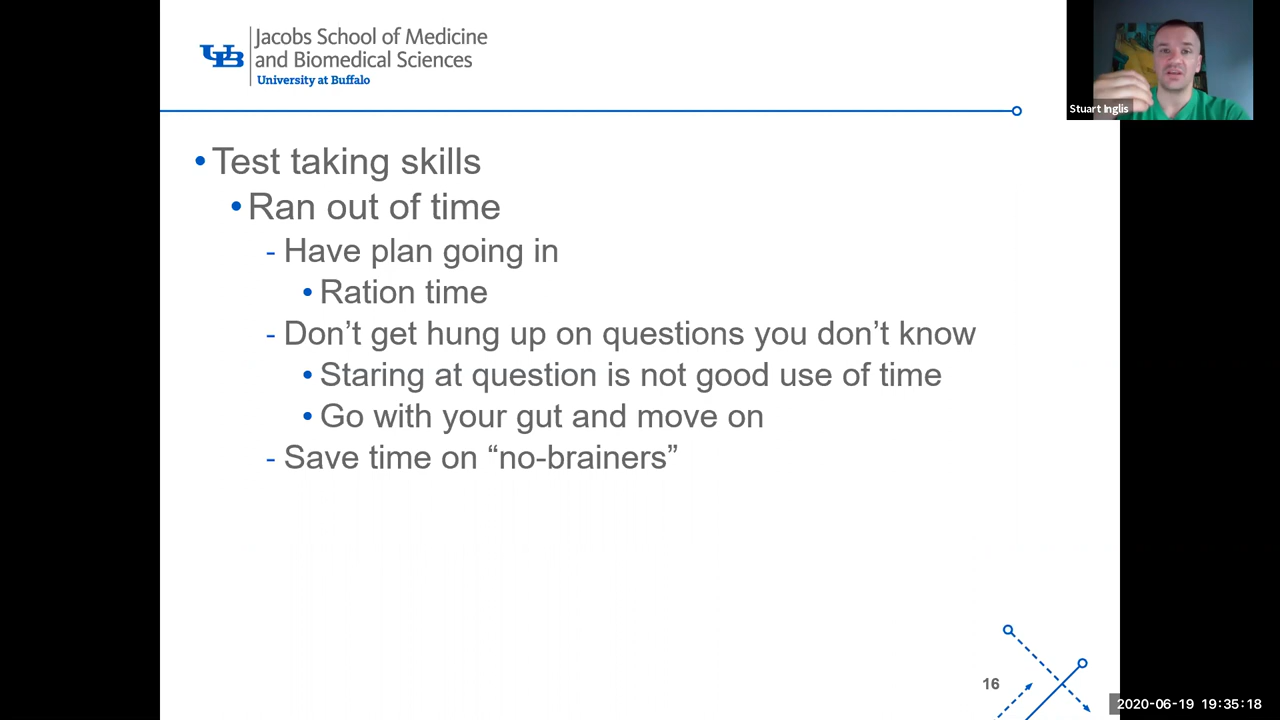 Jacobs School of Medicine
and Biomedical Sciences
University at Buffalo
UB
Stuart Inglis
• Test taking skills
• Ran out of time
- Have plan going in
• Ration time
- Don’t get hung up on questions you don’t know
• Staring at question is not good use of time
• Go with your gut and move on
- Save time on “no-brainers”
16
2020-06-19 19:35:18